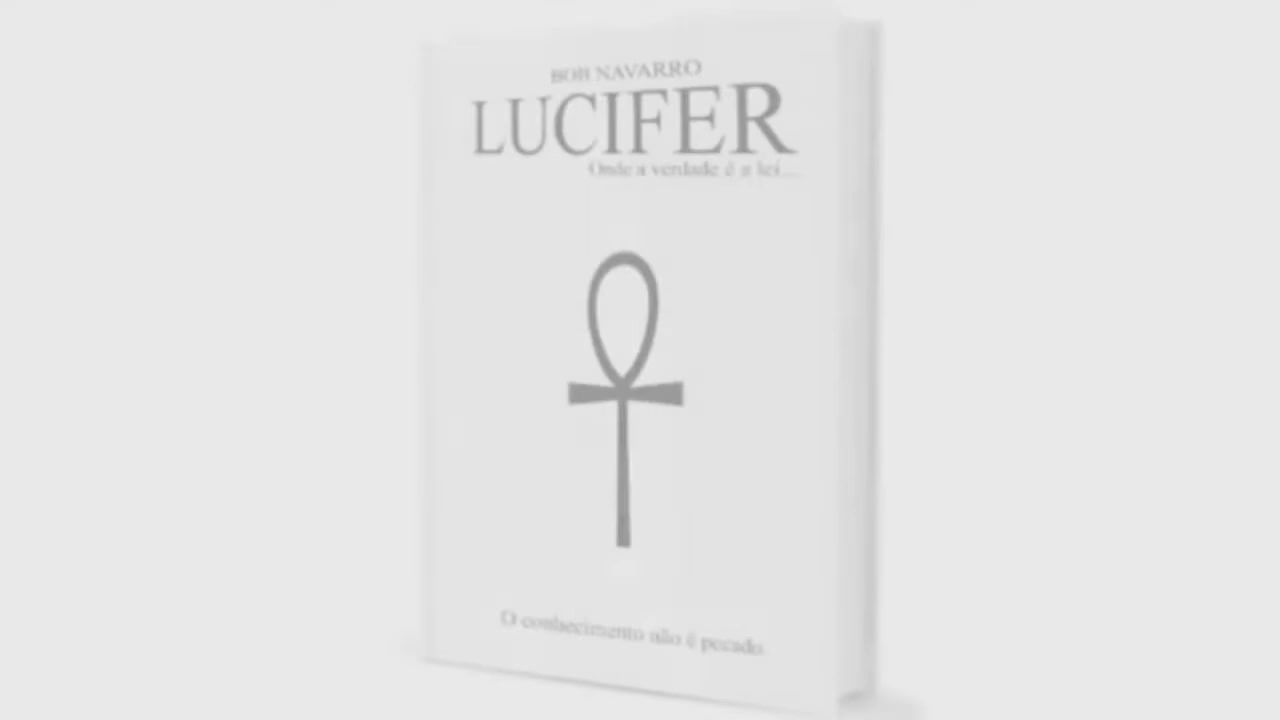 BOB NAVARRO
LUCIFER
Onde a verdade é a lei...
O conhecimento não é pecado.